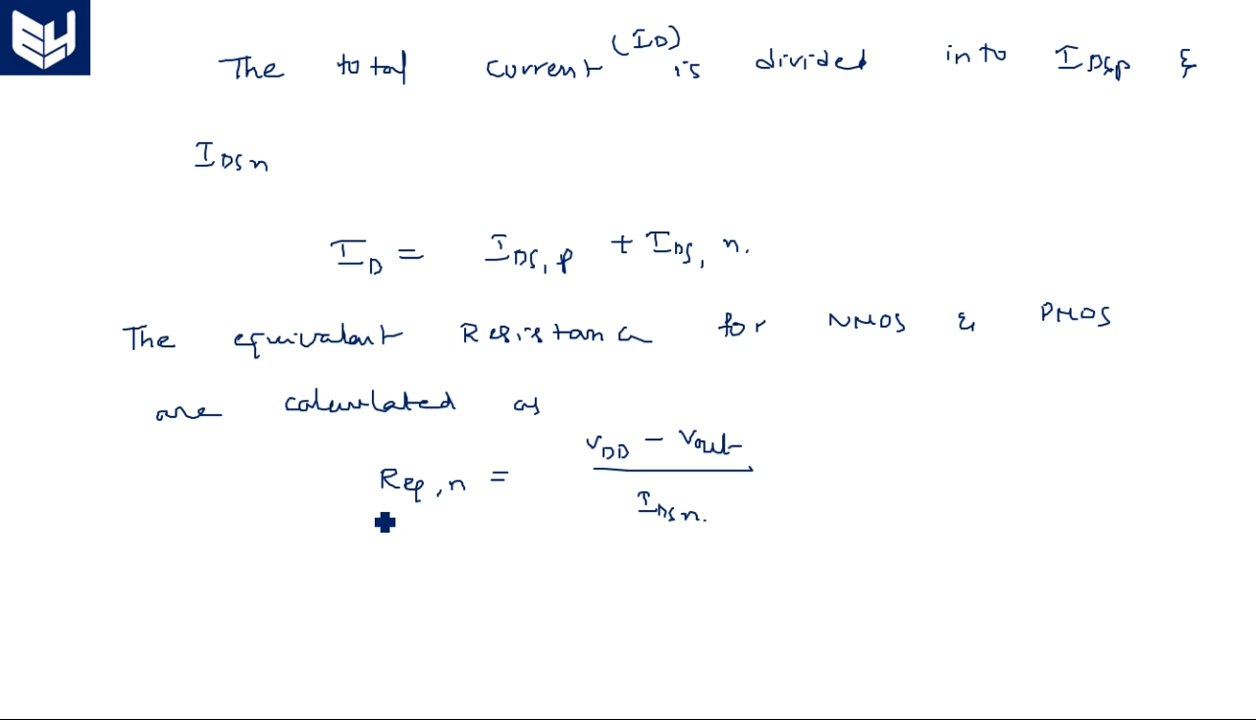 The total current (ID) is divided into IDSp &
IDSn
ID = IDS,p + IDS, n.
The equivalent Resistance for NMOS & PMOS
are calculated as
Req,n = VDD - Vout / IDSn.